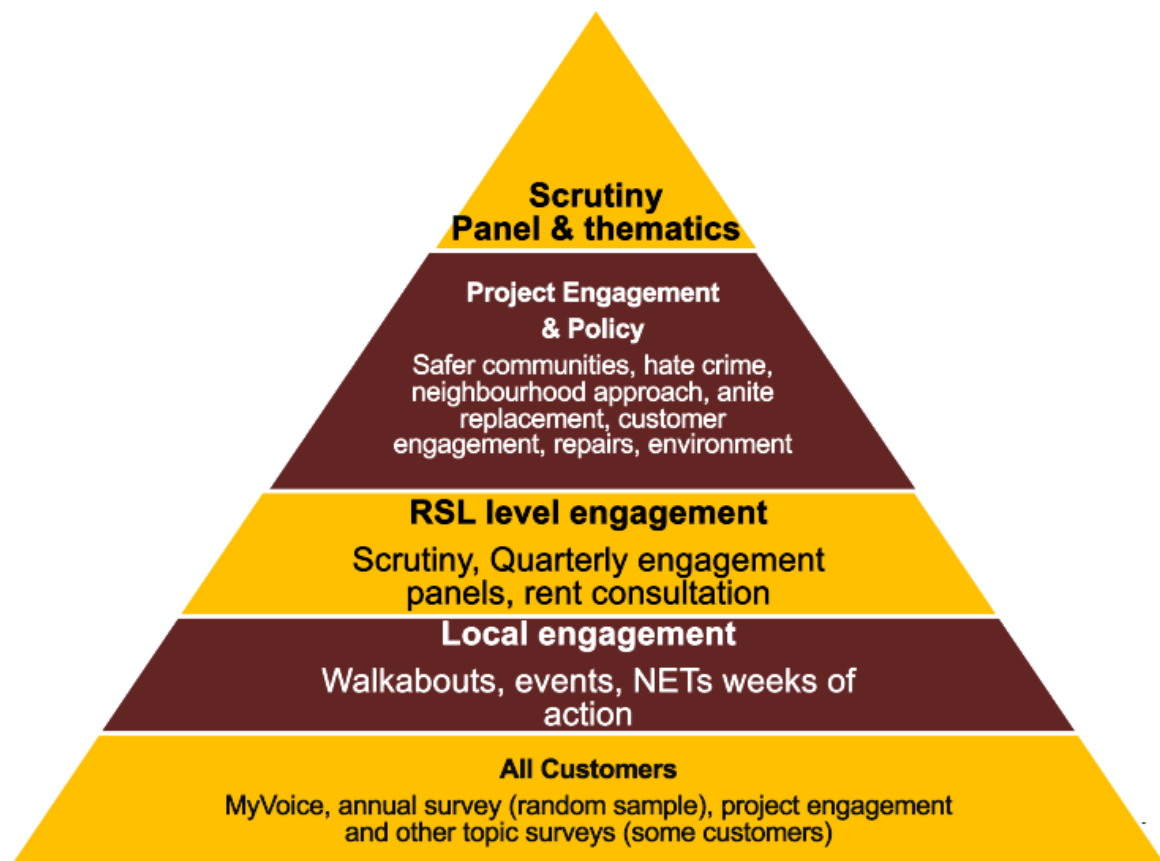 Scrutiny
Panel & thematics
Project Engagement
& Policy
Safer communities, hate crime,
neighbourhood approach, anite
replacement, customer
engagement, repairs, environment
RSL level engagement
Scrutiny, Quarterly engagement
panels, rent consultation
Local engagement
Walkabouts, events, NETs weeks of
action
All Customers
MyVoice, annual survey (random sample), project engagement
and other topic surveys (some customers)